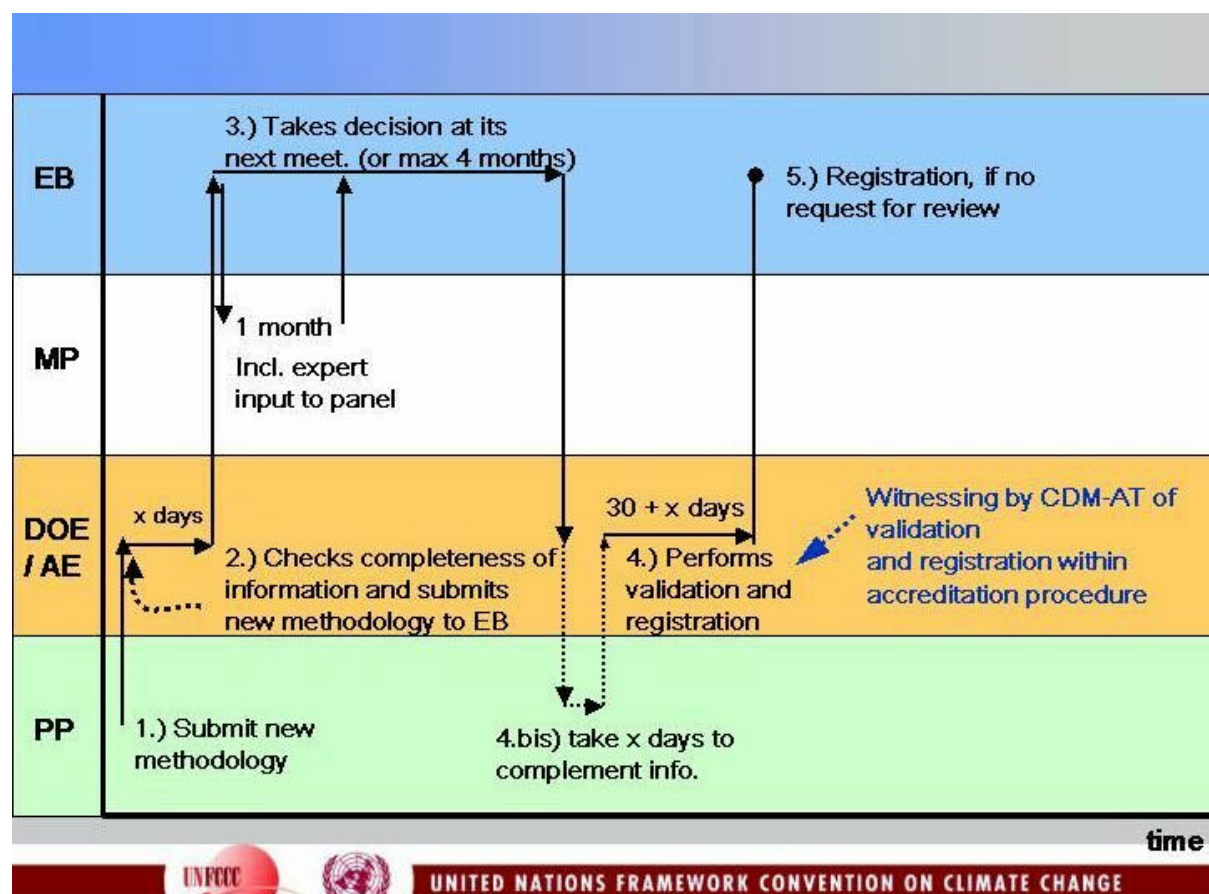 EB
3.) Takes decision at its
next meet. (or max 4 months)
5.) Registration, if no
request for review
MP
1 month
Incl. expert
input to panel
DOE
/ AE
x days
2.) Checks completeness of
information and submits
new methodology to EB
30 + x days
4.) Performs
validation and
registration
Witnessing by CDM-AT of
validation
and registration within
accreditation procedure
PP
1.) Submit new
methodology
4.bis) take x days to
complement info.
time
UNFCCC
UNITED NATIONS FRAMEWORK CONVENTION ON CLIMATE CHANGE